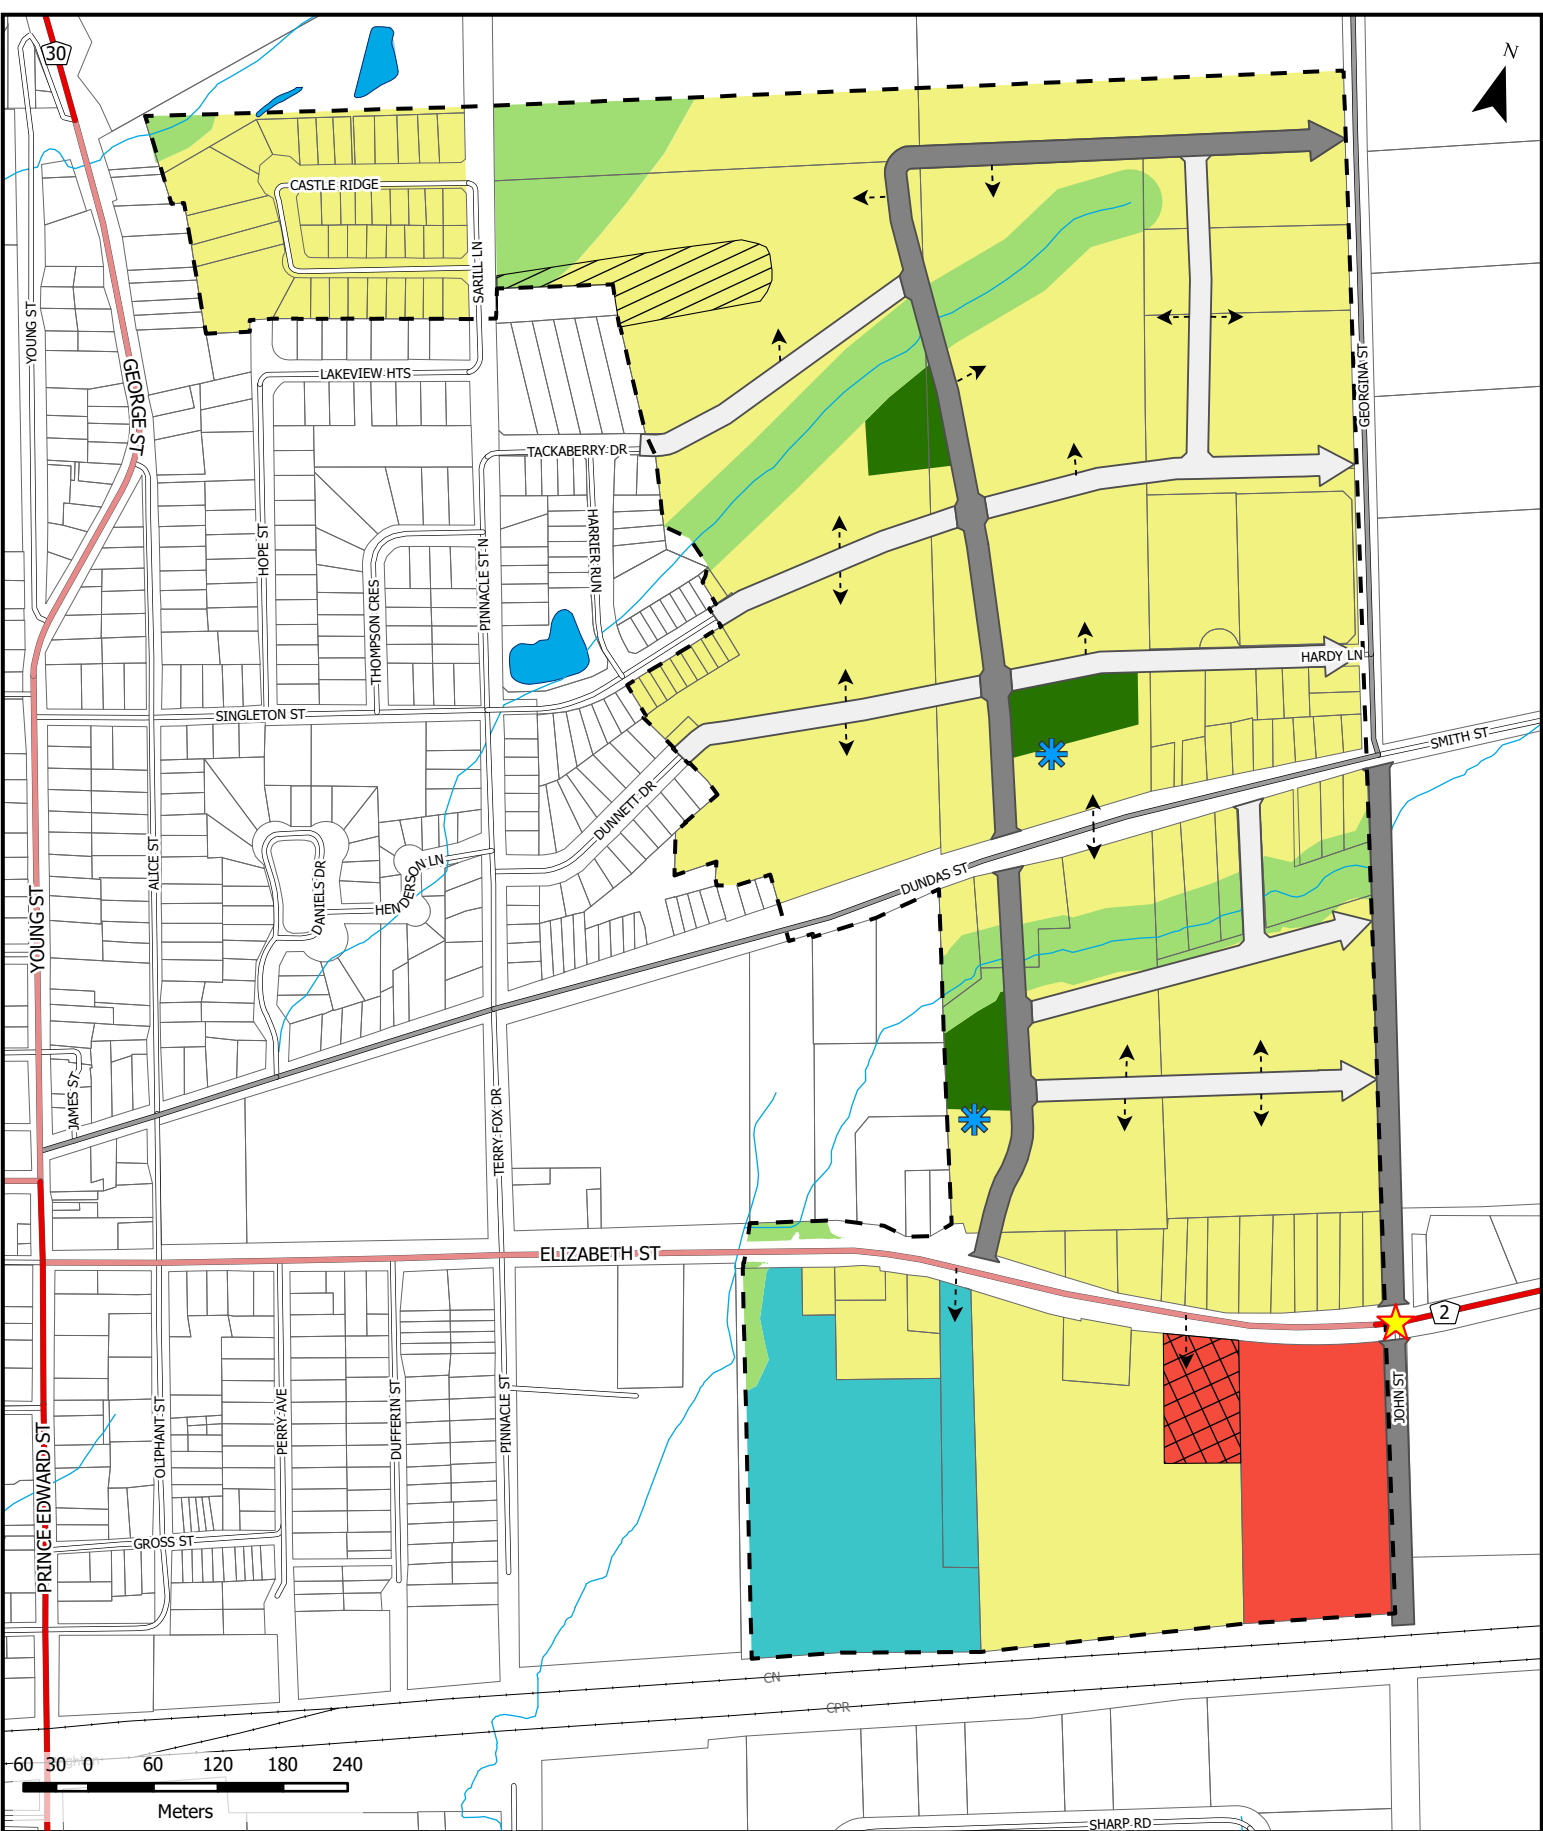 30
N
CASTLE RIDGE
SARILL LN
YOUNG ST
GEORGE ST
LAKEVIEW HTS
GEORGINA ST
TACKABERRY DR
HOPE ST
HARRIER RUN
PINNACLE ST N
THOMPSON CRES
HARDY LN
SINGLETON ST
SMITH ST
DUNNETT DR
ALICE ST
YOUNG ST
DANIELS DR
HENDERSON LN
DUNDAS ST
JAMES ST
TERRY FOX DR
ELIZABETH ST
2
PRINCE EDWARD ST
OLIPHANT ST
PERRY AVE
DUFFERIN ST
PINNACLE ST
JOHN ST
GROSS ST
CN
CPR
60 30 0 60 120 180 240
Meters
SHARP RD